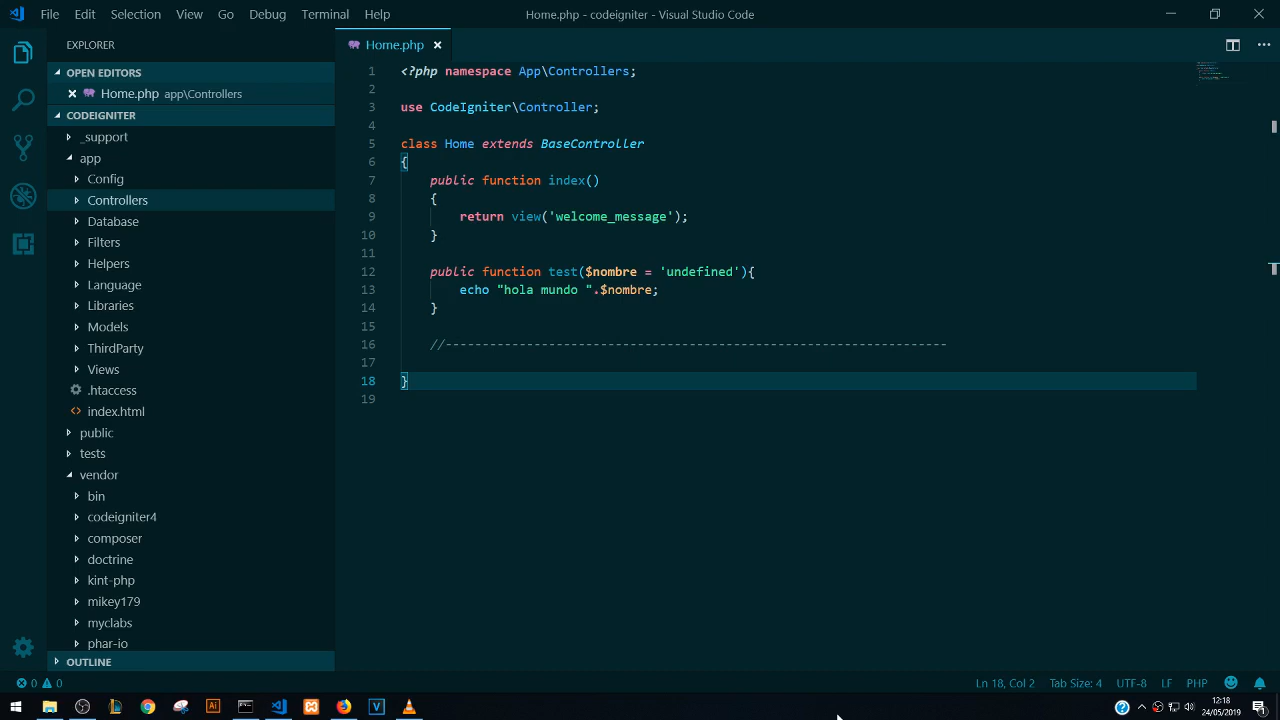 File Edit Selection View Go Debug Terminal Help
Home.php - codeigniter - Visual Studio Code
EXPLORER
OPEN EDITORS
Home.php app\Controllers
CODEIGNITER
_support
app
Config
Controllers
Database
Filters
Helpers
Language
Libraries
Models
ThirdParty
Views
.htaccess
index.html
public
tests
vendor
bin
codeigniter4
composer
doctrine
kint-php
mikey179
myclabs
phar-io
OUTLINE
Home.php
1 <?php namespace App\Controllers;
2
3 use CodeIgniter\Controller;
4
5 class Home extends BaseController
6 {
7 public function index()
8 {
9 return view('welcome_message');
10 }
11
12 public function test($nombre = 'undefined'){
13 echo "hola mundo ".$nombre;
14 }
15
16 //--------------------------------------------------------------------
17
18 }
19
0 0
Ln 18, Col 2 Tab Size: 4 UTF-8 LF PHP
Ai V
12:18
24/05/2019